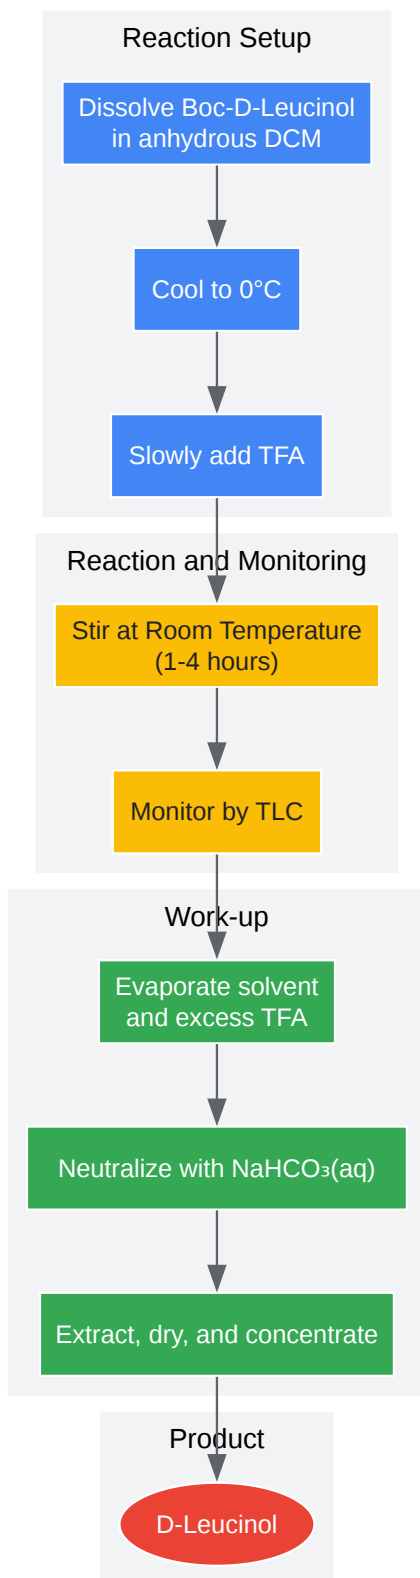 Reaction Setup
Dissolve Boc-D-Leucinol
in anhydrous DCM
Cool to 0°C
Slowly add TFA
Reaction and Monitoring
Stir at Room Temperature
(1-4 hours)
Monitor by TLC
Work-up
Evaporate solvent
and excess TFA
Neutralize with NaHCO₃(aq)
Extract, dry, and concentrate
Product
D-Leucinol